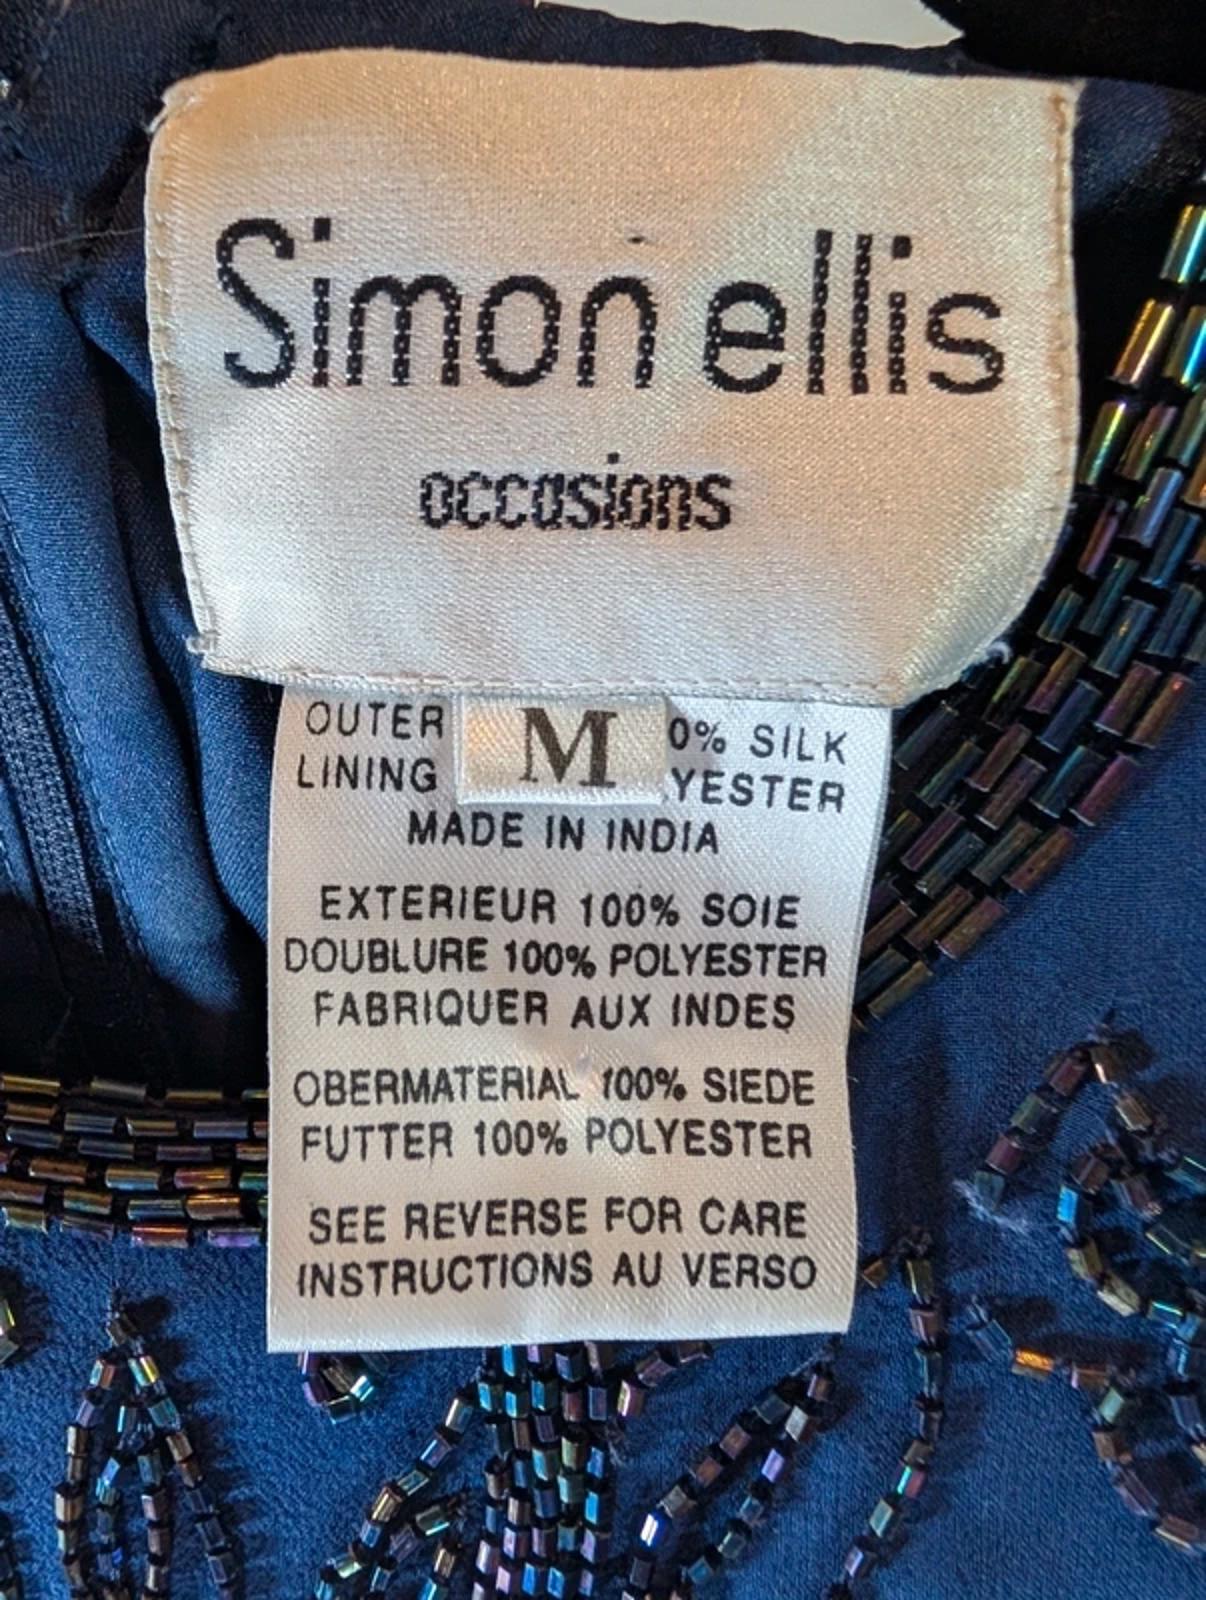 Simon ellis
occasions
M
OUTER 0% SILK
LINING YESTER
MADE IN INDIA
EXTERIEUR 100% SOIE
DOUBLURE 100% POLYESTER
FABRIQUER AUX INDES
OBERMATERIAL 100% SIEDE
FUTTER 100% POLYESTER
SEE REVERSE FOR CARE
INSTRUCTIONS AU VERSO